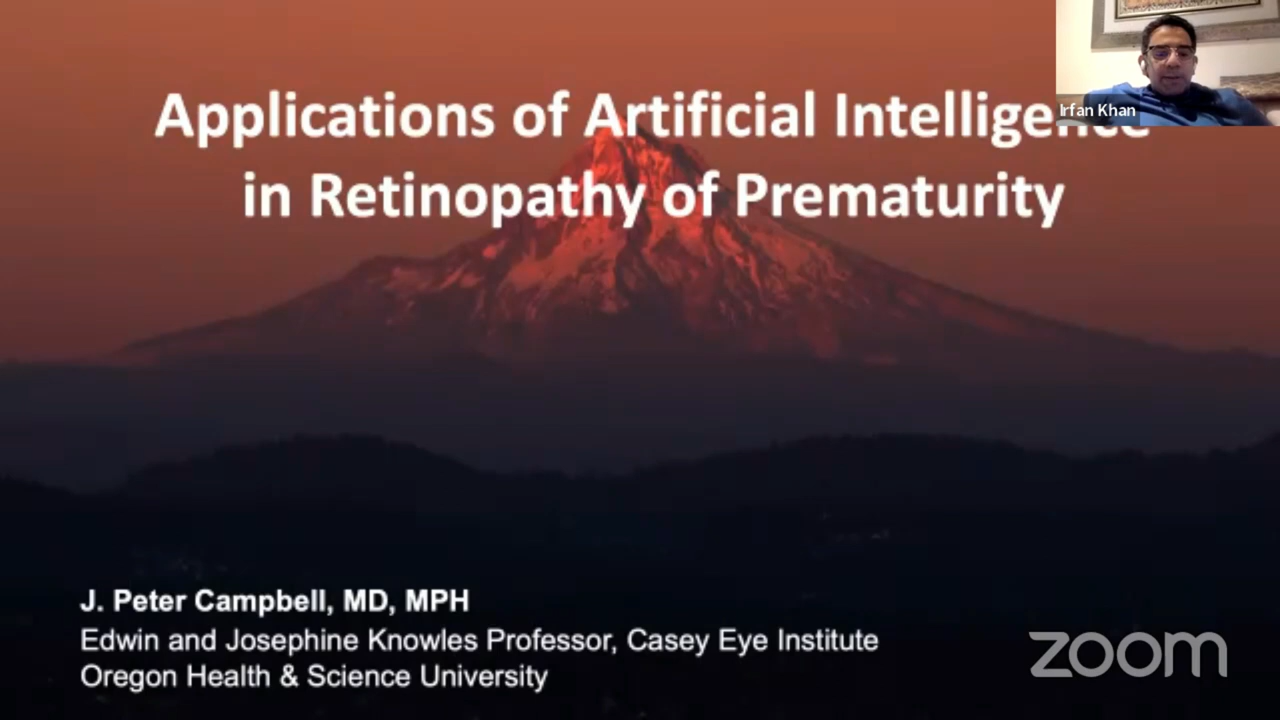 Applications of Artificial Intelligence
in Retinopathy of Prematurity
Irfan Khan
J. Peter Campbell, MD, MPH
Edwin and Josephine Knowles Professor, Casey Eye Institute
Oregon Health & Science University
zoom